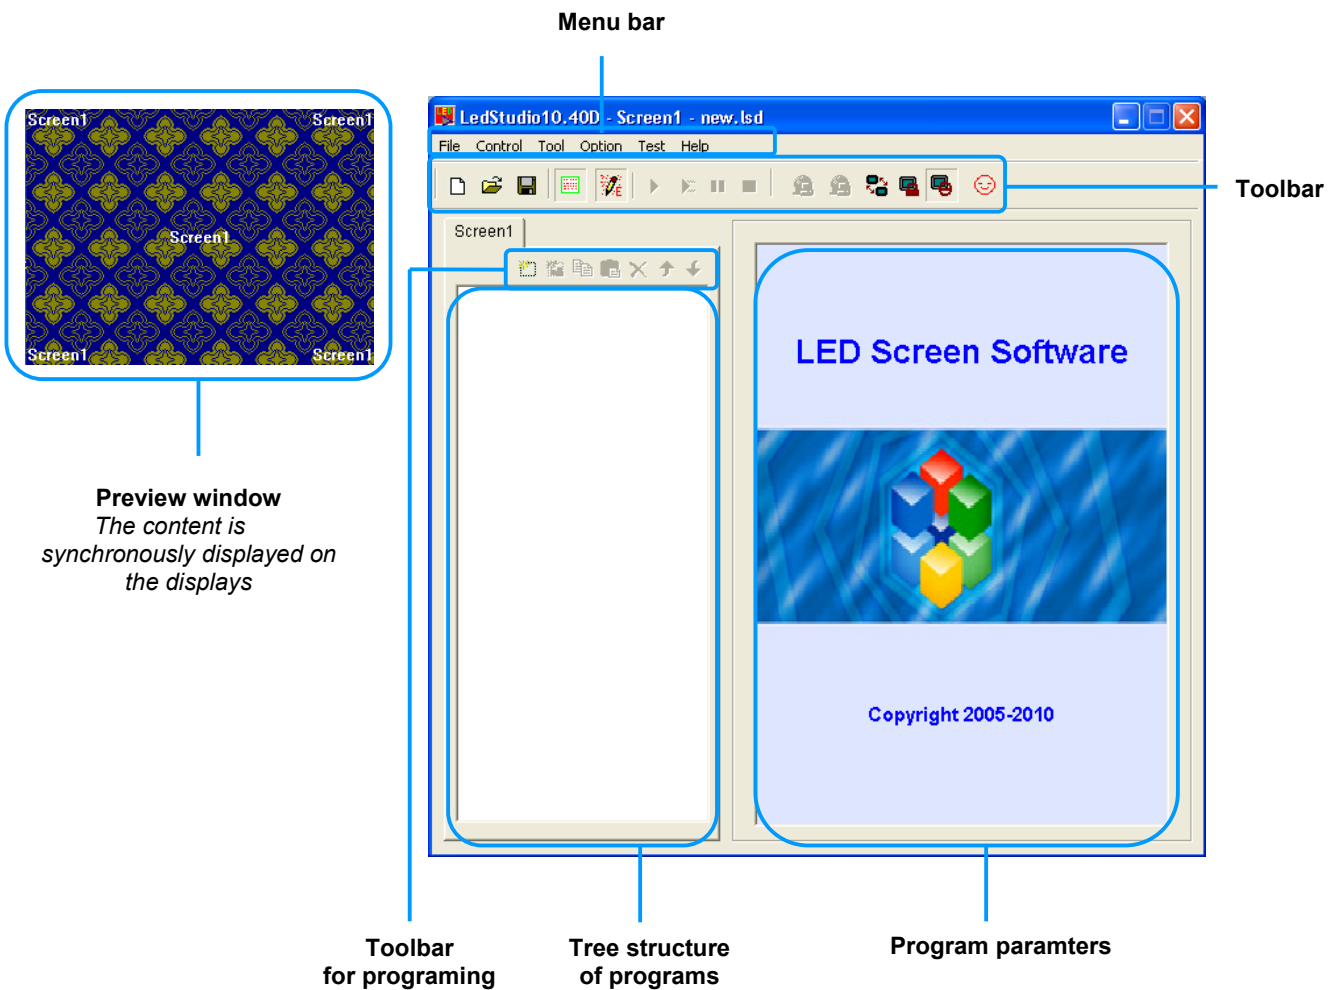 Menu bar
Screen1 Screen1
Screen1
Screen1 Screen1
LedStudio10.40D - Screen1 - new.lsd
File Control Tool Option Test Help
E
Toolbar
Screen1
LED Screen Software
Copyright 2005-2010
Preview window
The content is
synchronously displayed on
the displays
Toolbar
for programing
Tree structure
of programs
Program paramters